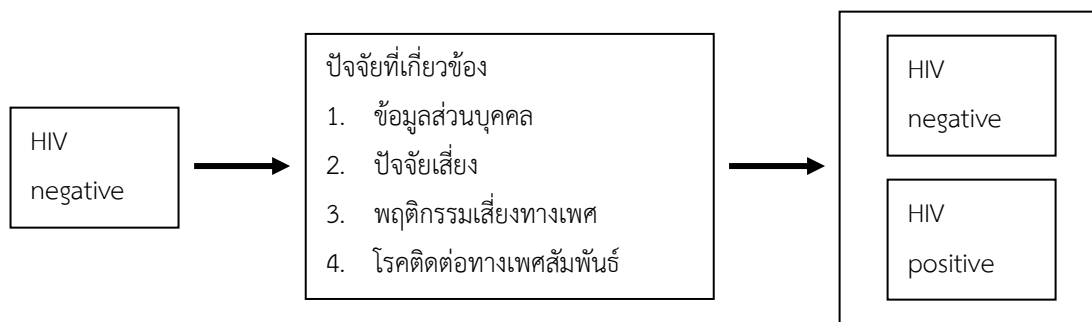 HIV
negative
ปัจจัยที่เกี่ยวข้อง
1. ข้อมูลส่วนบุคคล
2. ปัจจัยเสี่ยง
3. พฤติกรรมเสี่ยงทางเพศ
4. โรคติดต่อทางเพศสัมพันธ์
HIV
negative
HIV
positive